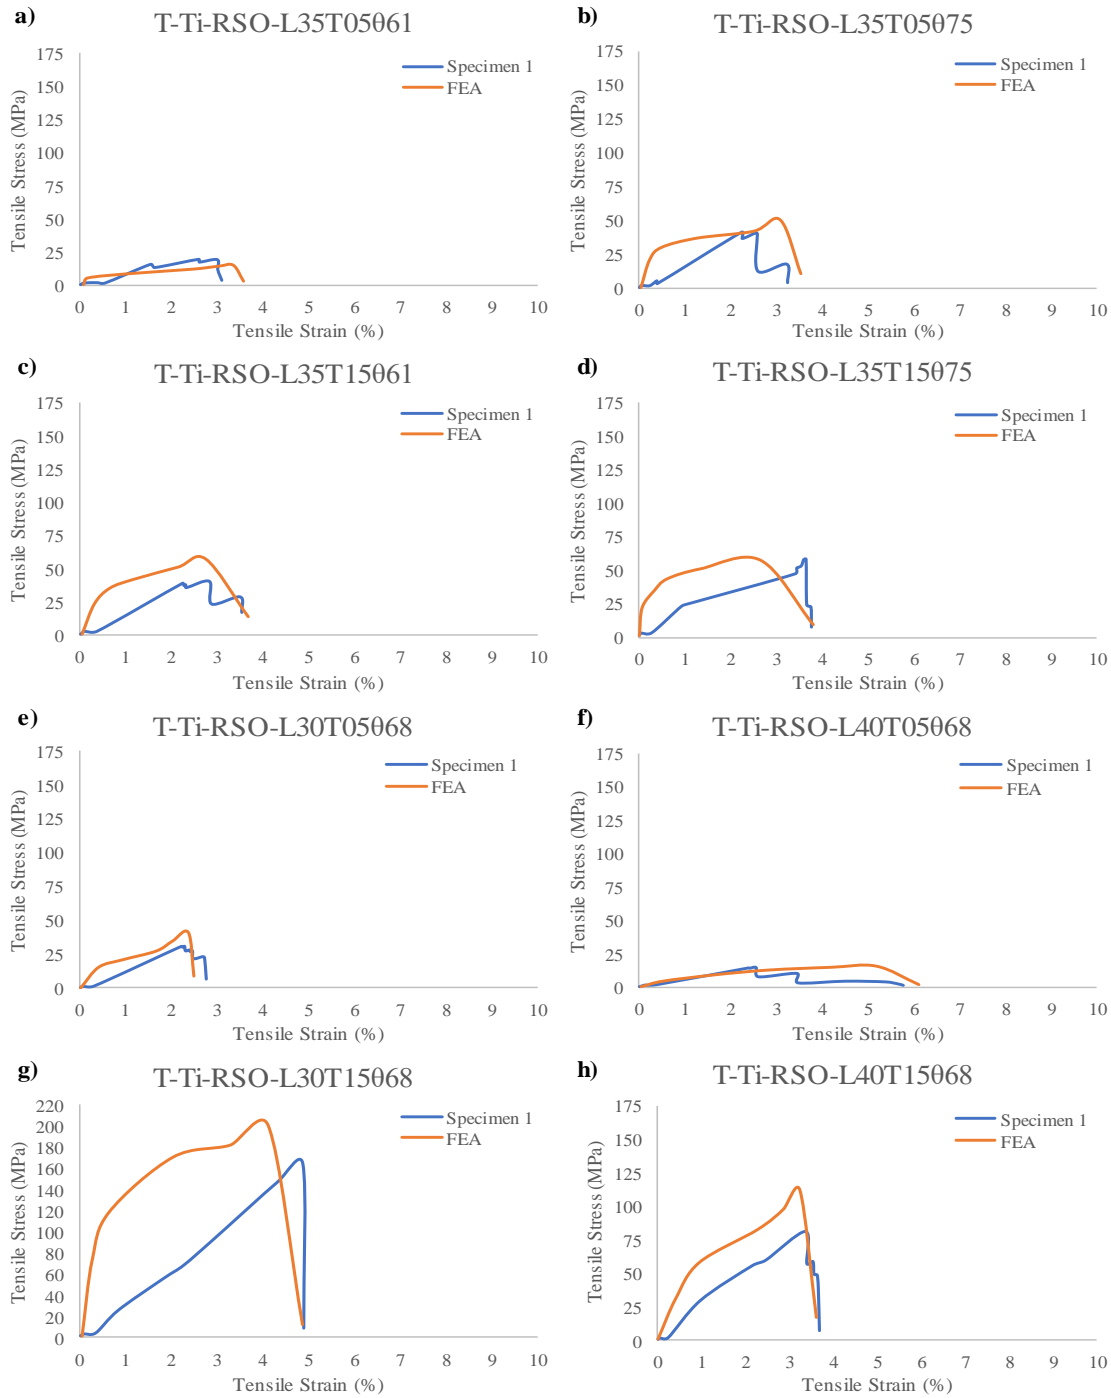 a)
T-Ti-RSO-L35T05θ61
175
150
125
100
75
50
25
0
Tensile Stress (MPa)
Specimen 1
FEA
0 1 2 3 4 5 6 7 8 9 10
Tensile Strain (%)
b)
T-Ti-RSO-L35T05θ75
175
150
125
100
75
50
25
0
Tensile Stress (MPa)
Specimen 1
FEA
0 1 2 3 4 5 6 7 8 9 10
Tensile Strain (%)
c)
T-Ti-RSO-L35T15θ61
175
150
125
100
75
50
25
0
Tensile Stress (MPa)
Specimen 1
FEA
0 1 2 3 4 5 6 7 8 9 10
Tensile Strain (%)
d)
T-Ti-RSO-L35T15θ75
175
150
125
100
75
50
25
0
Tensile Stress (MPa)
Specimen 1
FEA
0 1 2 3 4 5 6 7 8 9 10
Tensile Strain (%)
e)
T-Ti-RSO-L30T05θ68
175
150
125
100
75
50
25
0
Tensile Stress (MPa)
Specimen 1
FEA
0 1 2 3 4 5 6 7 8 9 10
Tensile Strain (%)
f)
T-Ti-RSO-L40T05θ68
175
150
125
100
75
50
25
0
Tensile Stress (MPa)
Specimen 1
FEA
0 1 2 3 4 5 6 7 8 9 10
Tensile Strain (%)
g)
T-Ti-RSO-L30T15θ68
220
200
180
160
140
120
100
80
60
40
20
0
Tensile Stress (MPa)
Specimen 1
FEA
0 1 2 3 4 5 6 7 8 9 10
Tensile Strain (%)
h)
T-Ti-RSO-L40T15θ68
175
150
125
100
75
50
25
0
Tensile Stress (MPa)
Specimen 1
FEA
0 1 2 3 4 5 6 7 8 9 10
Tensile Strain (%)